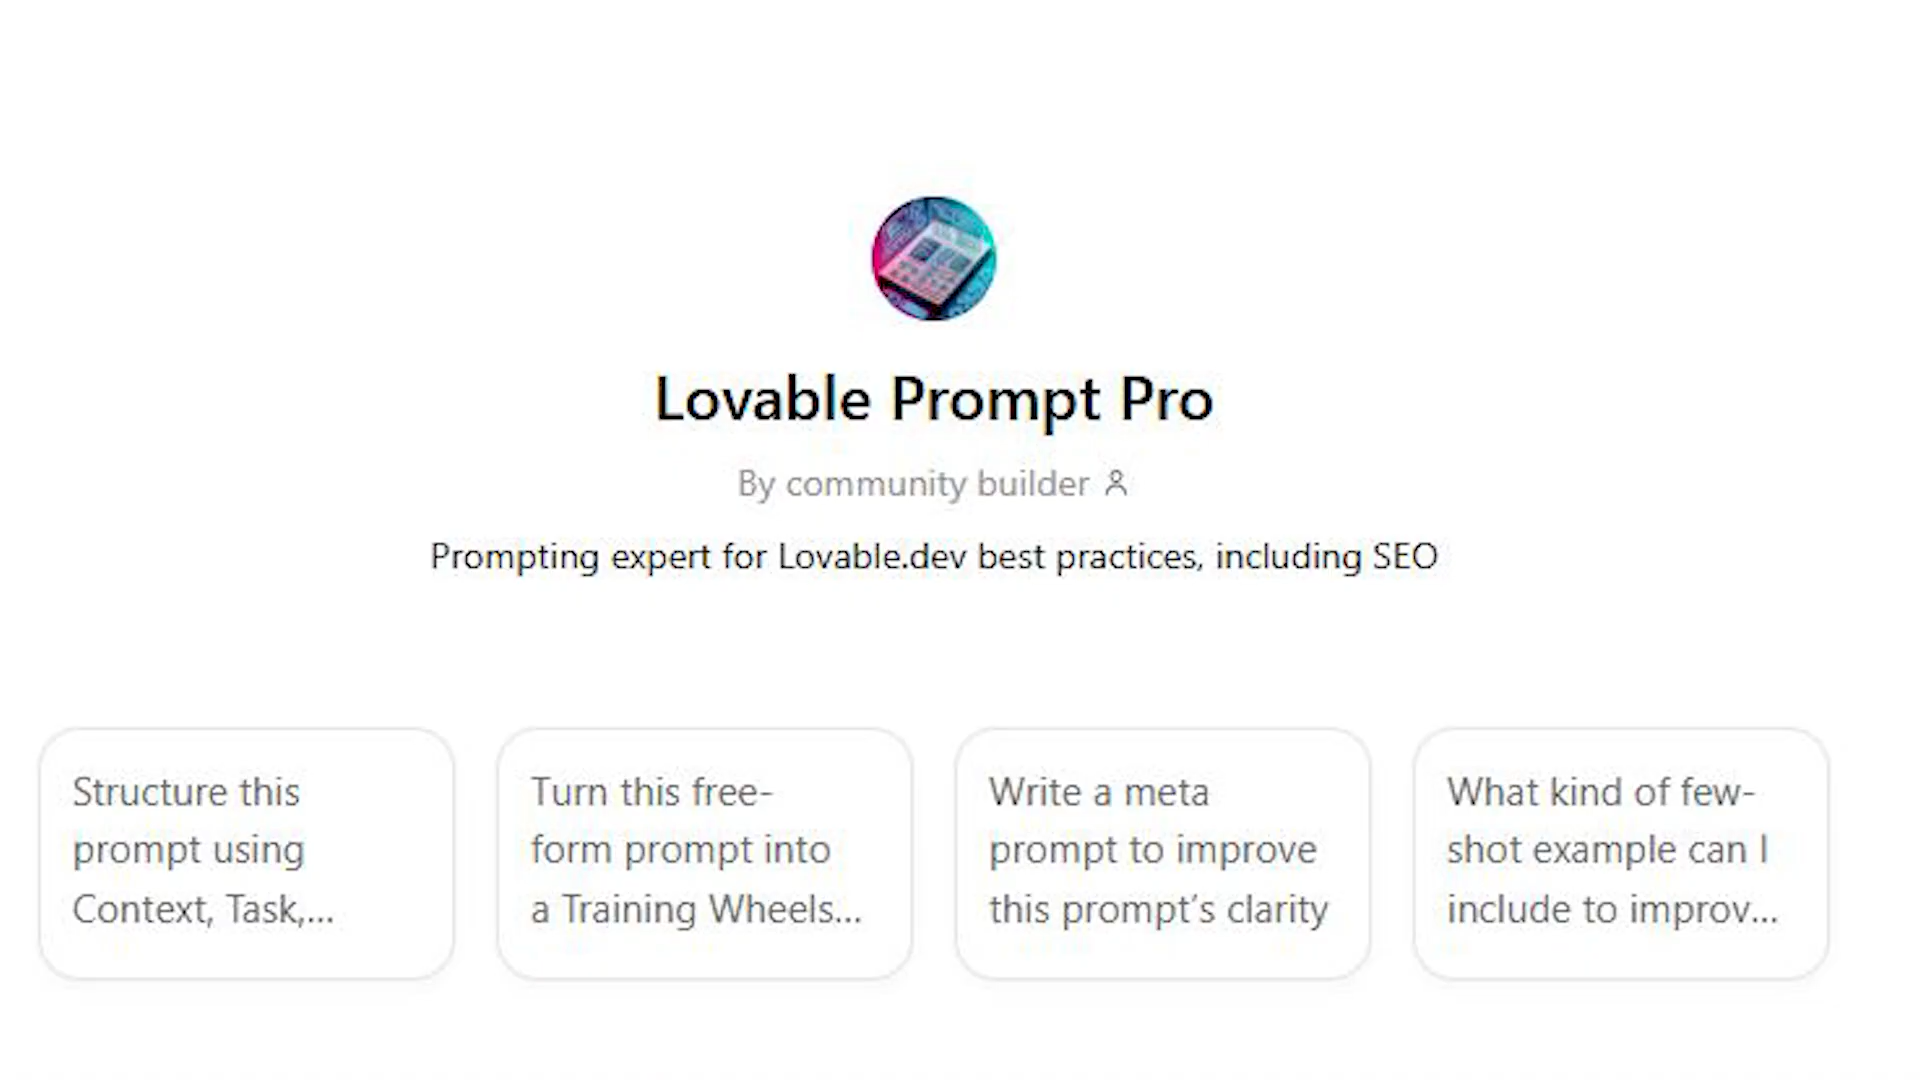 Lovable Prompt Pro
By community builder
Prompting expert for Lovable.dev best practices, including SEO
Structure this
prompt using
Context, Task,...
Turn this free-
form prompt into
a Training Wheels...
Write a meta
prompt to improve
this prompt’s clarity
What kind of few-
shot example can I
include to improv...